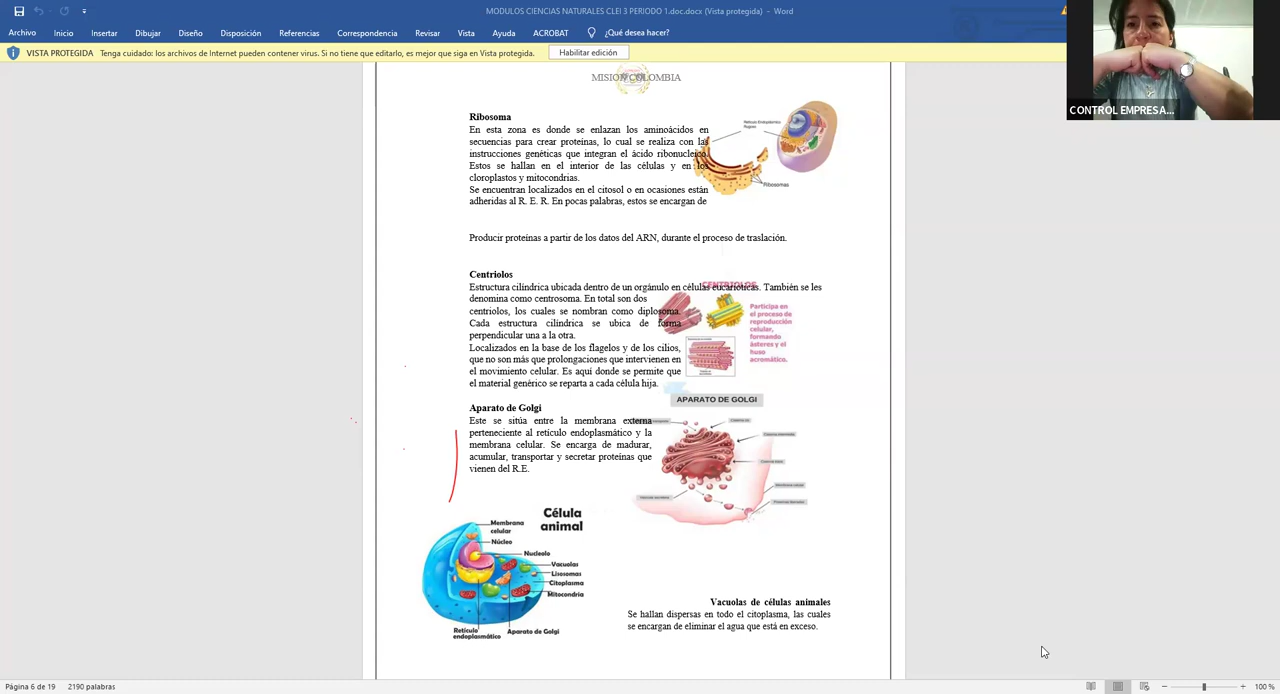 MODULOS CIENCIAS NATURALES CLEI 3 PERIODO 1.doc.docx (Vista protegida) - Word
Archivo Inicio Insertar Dibujar Diseño Disposición Referencias Correspondencia Revisar Vista Ayuda ACROBAT ¿Qué desea hacer?
VISTA PROTEGIDA Tenga cuidado: los archivos de Internet pueden contener virus. Si no tiene que editarlo, es mejor que siga en Vista protegida. Habilitar edición
CONTROL EMPRESA...
MISION COLOMBIA
Ribosoma
En esta zona es donde se enlazan los aminoácidos en
secuencias para crear proteínas, lo cual se realiza con las
instrucciones genéticas que integran el ácido ribonucleico.
Estos se hallan en el interior de las células y en los
cloroplastos y mitocondrias.
Se encuentran localizados en el citosol o en ocasiones están
adheridas al R. E. R. En pocas palabras, estos se encargan de
Retículo Endoplásmico
Rugoso
Ribosomas
Producir proteínas a partir de los datos del ARN, durante el proceso de traslación.
Centriolos
CENTRIOLOS
Estructura cilíndrica ubicada dentro de un orgánulo en células eucarióticas. También se les
denomina como centrosoma. En total son dos
centriolos, los cuales se nombran como diplosoma.
Cada estructura cilíndrica se ubica de forma
perpendicular una a la otra.
Localizados en la base de los flagelos y de los cilios,
que no son más que prolongaciones que intervienen en
el movimiento celular. Es aquí donde se permite que
el material genérico se reparta a cada célula hija.
Participa en
el proceso de
reproducción
celular,
formando
ásteres y el
huso
acromático.
APARATO DE GOLGI
Aparato de Golgi
Este se sitúa entre la membrana externa
perteneciente al retículo endoplasmático y la
membrana celular. Se encarga de madurar,
acumular, transportar y secretar proteínas que
vienen del R.E.
Célula
animal
Membrana
celular
Núcleo
Nucleolo
Vacuolas
Lisosomas
Citoplasma
Mitocondria
Retículo
endoplasmático
Aparato de Golgi
Vacuolas de células animales
Se hallan dispersas en todo el citoplasma, las cuales
se encargan de eliminar el agua que está en exceso.
Página 6 de 19 2190 palabras 100 %